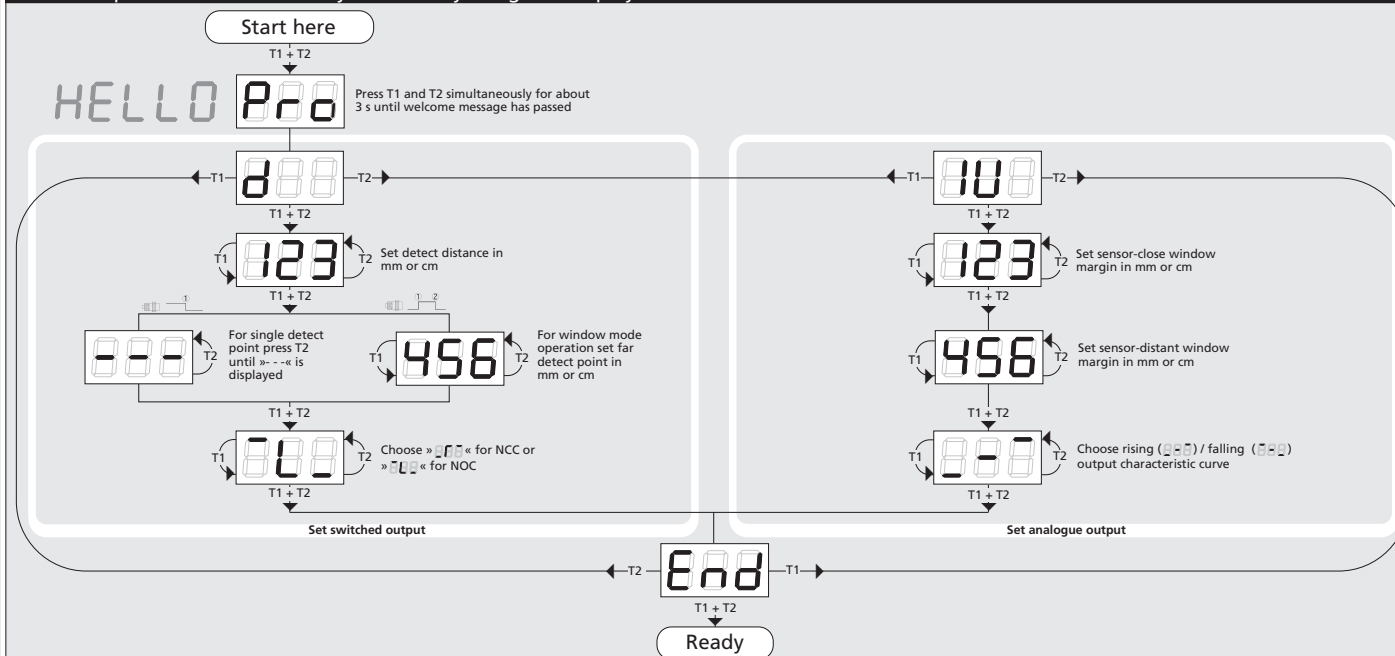 Start here
T1 + T2
HELLO
Pro
Press T1 and T2 simultaneously for about
3 s until welcome message has passed
T1
d
T2
T1
IU
T2
T1 + T2
T1 + T2
T1
123
T2
Set detect distance in
mm or cm
T1
123
T2
Set sensor-close window
margin in mm or cm
T1 + T2
T1 + T2
1
1 2
- - -
T2
For single detect
point press T2
until »- - -« is
displayed
T1
456
T2
For window mode
operation set far
detect point in
mm or cm
T1
456
T2
Set sensor-distant window
margin in mm or cm
T1 + T2
T1 + T2
T1
T2
Choose » « for NCC or
» « for NOC
T1
T2
Choose rising ( ) / falling ( )
output characteristic curve
T1 + T2
T1 + T2
Set switched output
Set analogue output
T2
End
T1
T1 + T2
Ready